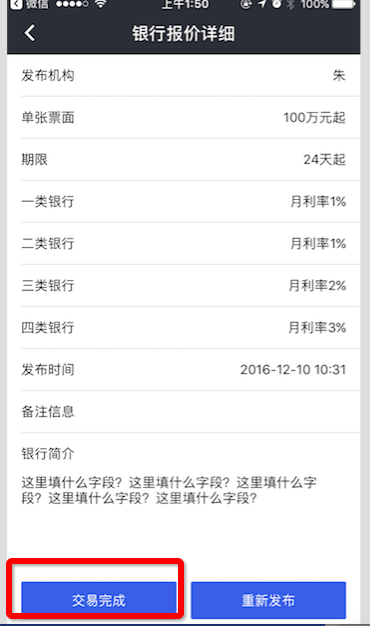 微信 上午1:50 100%
银行报价详细
发布机构 朱
单张票面 100万元起
期限 24天起
一类银行 月利率1%
二类银行 月利率1%
三类银行 月利率2%
四类银行 月利率3%
发布时间 2016-12-10 10:31
备注信息
银行简介
这里填什么字段？这里填什么字段？这里填什么字
段？这里填什么字段？这里填什么字段？
交易完成 重新发布